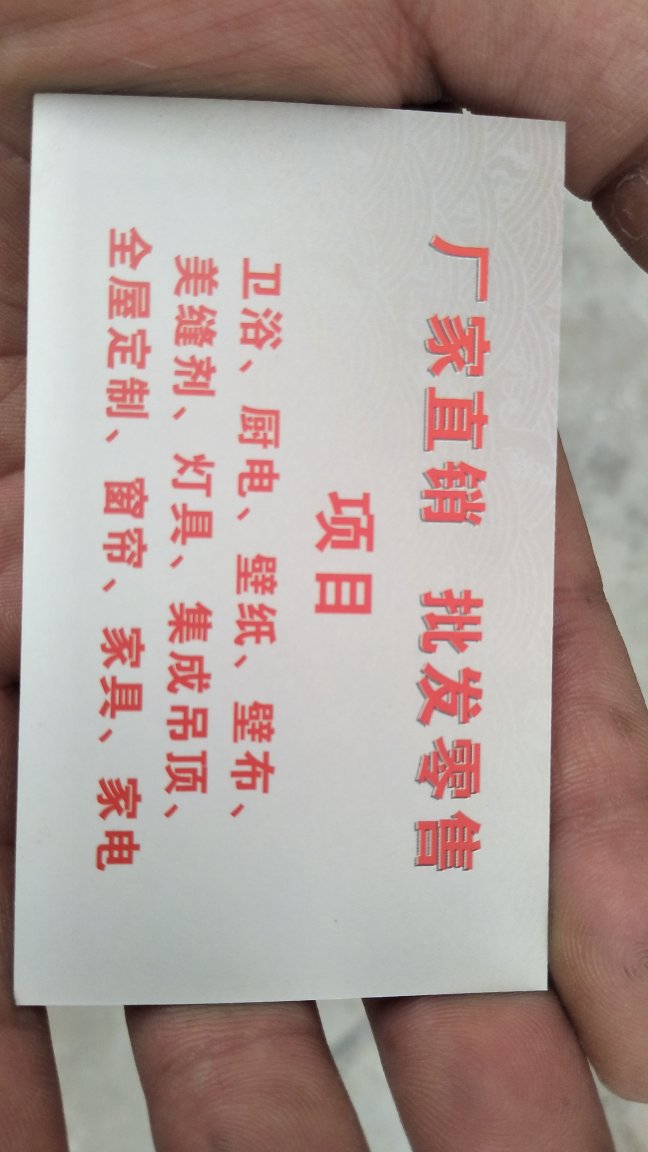 厂家直销 批发零售
项目
卫浴、厨电、壁纸、壁布、
美缝剂、灯具、集成吊顶、
全屋定制、窗帘、家具、家电